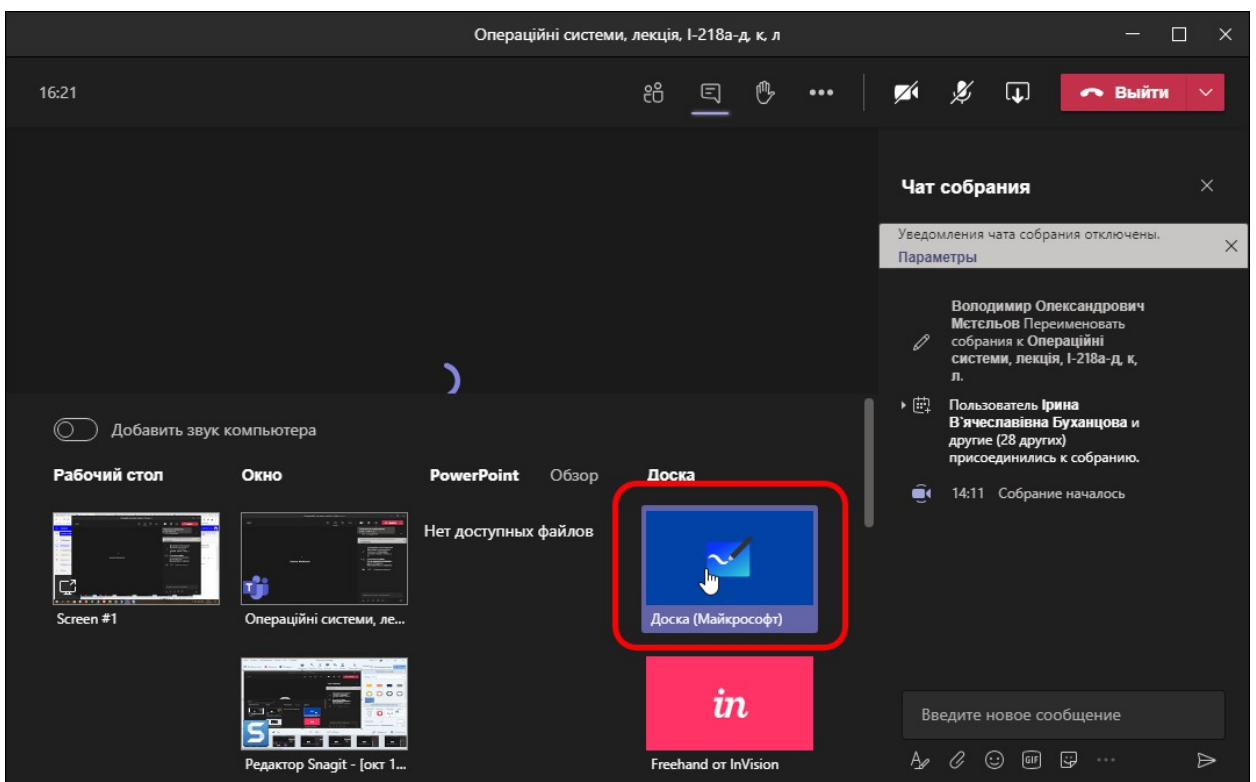 Операційні системи, лекція, І-218а-д, к, л
16:21
Выйти
Чат собрания
Уведомления чата собрания отключены.
Параметры
Володимир Олександрович
Мєтєльов Переименовать
собрания к Операційні
системи, лекція, І-218а-д, к,
л.
Пользователь Ірина
В`ячеславівна Буханцова и
другие (28 других)
присоединились к собранию.
14:11 Собрание началось
Добавить звук компьютера
Рабочий стол
Окно
PowerPoint
Обзор
Доска
Нет доступных файлов
Screen #1
Операційні системи, ле...
Доска (Майкрософт)
in
Редактор Snagit - [окт 1...
Freehand от InVision
Введите новое сообщение
GIF